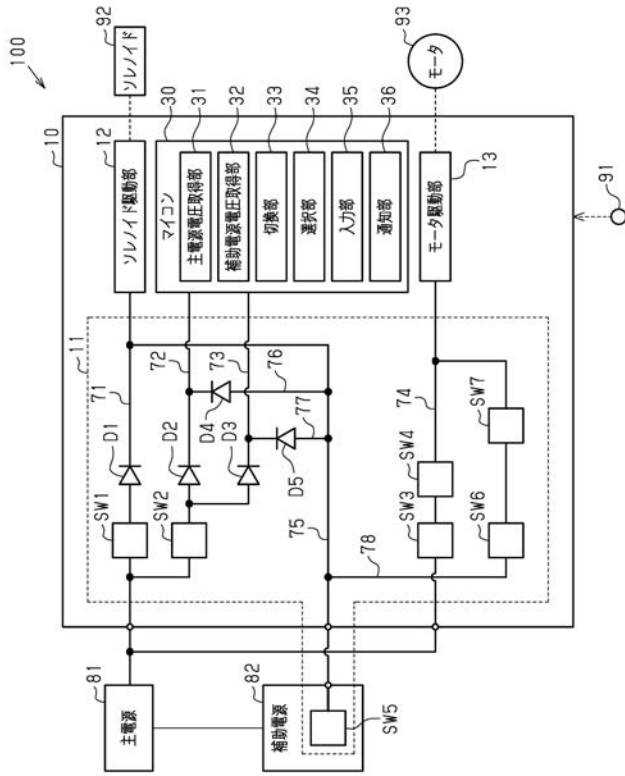 100
10
主電源
81
補助電源
82
SW5
11
SW1
D1
71
SW2
D2
72
D3
73
D4
76
D5
77
75
78
SW3
SW4
74
SW6
SW7
ソレノイド駆動部
12
ソレノイド
92
マイコン
30
主電源電圧取得部
31
補助電源電圧取得部
32
切換部
33
選択部
34
入力部
35
通知部
36
モータ駆動部
13
モータ
93
91